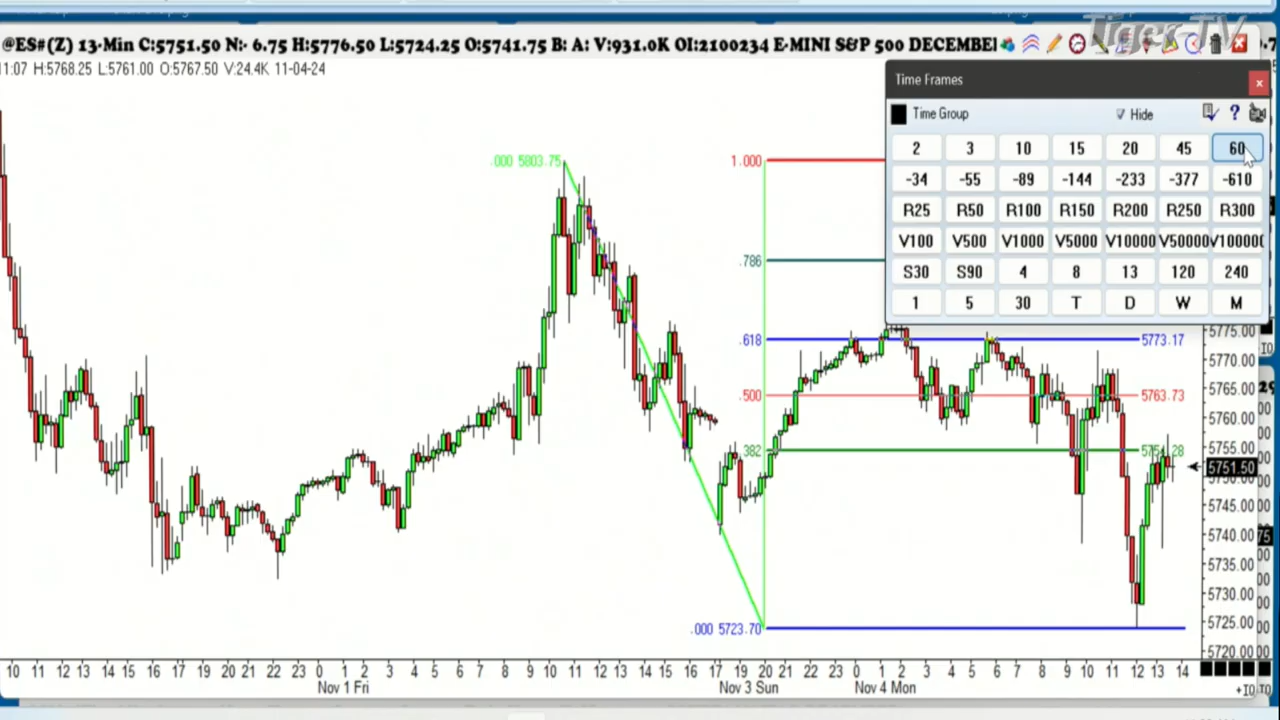 Tiger-TV
@ES#(Z) 13-Min C:5751.50 N:- 6.75 H:5776.50 L:5724.25 O:5741.75 B: A: V:931.0K OI:2100234 E-MINI S&P 500 DECEMBE
11:07 H:5768.25 L:5761.00 O:5767.50 V:24.4K 11-04-24
Time Frames
Time Group
Hide
2 3 10 15 20 45 60
-34 -55 -89 -144 -233 -377 -610
R25 R50 R100 R150 R200 R250 R300
V100 V500 V1000 V5000 V10000 V50000 V100000
S30 S90 4 8 13 120 240
1 5 30 T D W M
.000 5803.75
1.000
.786
.618 5773.17
.500 5763.73
.382 5754.28
.000 5723.70
5775.00
5770.00
5765.00
5760.00
5755.00
5751.50
5750.00
5745.00
5740.00
5735.00
5730.00
5725.00
5720.00
10 11 12 13 14 15 16 17 18 19 20 21 22 23 0 1 2 3 4 5 6 7 8 9 10 11 12 13 14 15 16 17 19 20 21 22 23 0 1 2 3 4 5 6 7 8 9 10 11 12 13 14
Nov 1 Fri Nov 3 Sun Nov 4 Mon